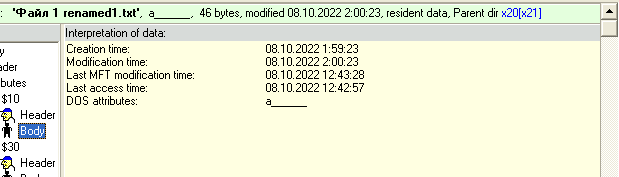 : 'Файл 1 renamed1.txt', a______, 46 bytes, modified 08.10.2022 2:00:23, resident data, Parent dir x20[x21]
Interpretation of data:
Creation time: 08.10.2022 1:59:23
Modification time: 08.10.2022 2:00:23
Last MFT modification time: 08.10.2022 12:43:28
Last access time: 08.10.2022 12:42:57
DOS attributes: a______
y
ader
butes
$10
Header
Body
$30
Header